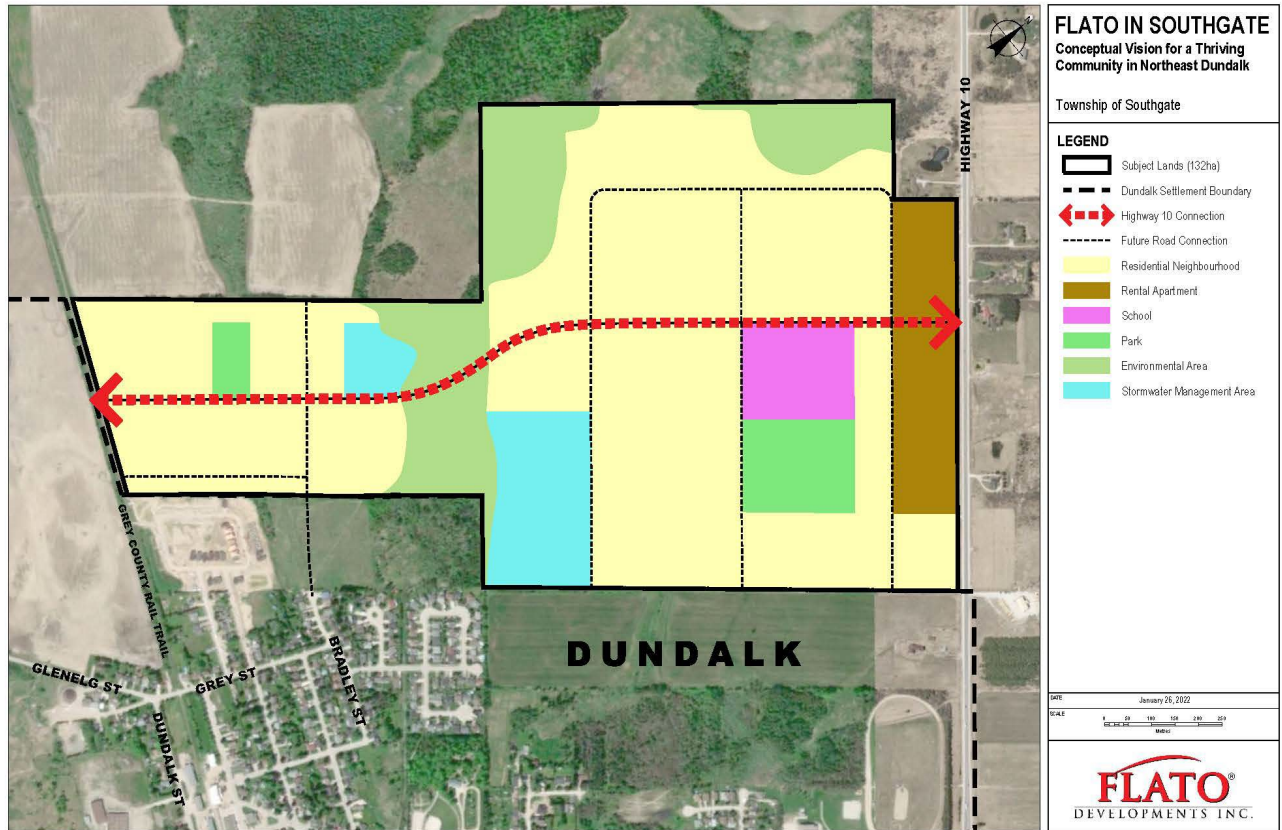 HIGHWAY 10
GREY COUNTY RAIL TRAIL
GLENELG ST
GREY ST
BRADLEY ST
DUNDALK ST
DUNDALK
FLATO IN SOUTHGATE
Conceptual Vision for a Thriving
Community in Northeast Dundalk
Township of Southgate
LEGEND
Subject Lands (132ha)
Dundalk Settlement Boundary
Highway 10 Connection
Future Road Connection
Residential Neighbourhood
Rental Apartment
School
Park
Environmental Area
Stormwater Management Area
DATE
January 26, 2022
SCALE
0 50 100 150 200 250
Metres
FLATO®
DEVELOPMENTS INC.